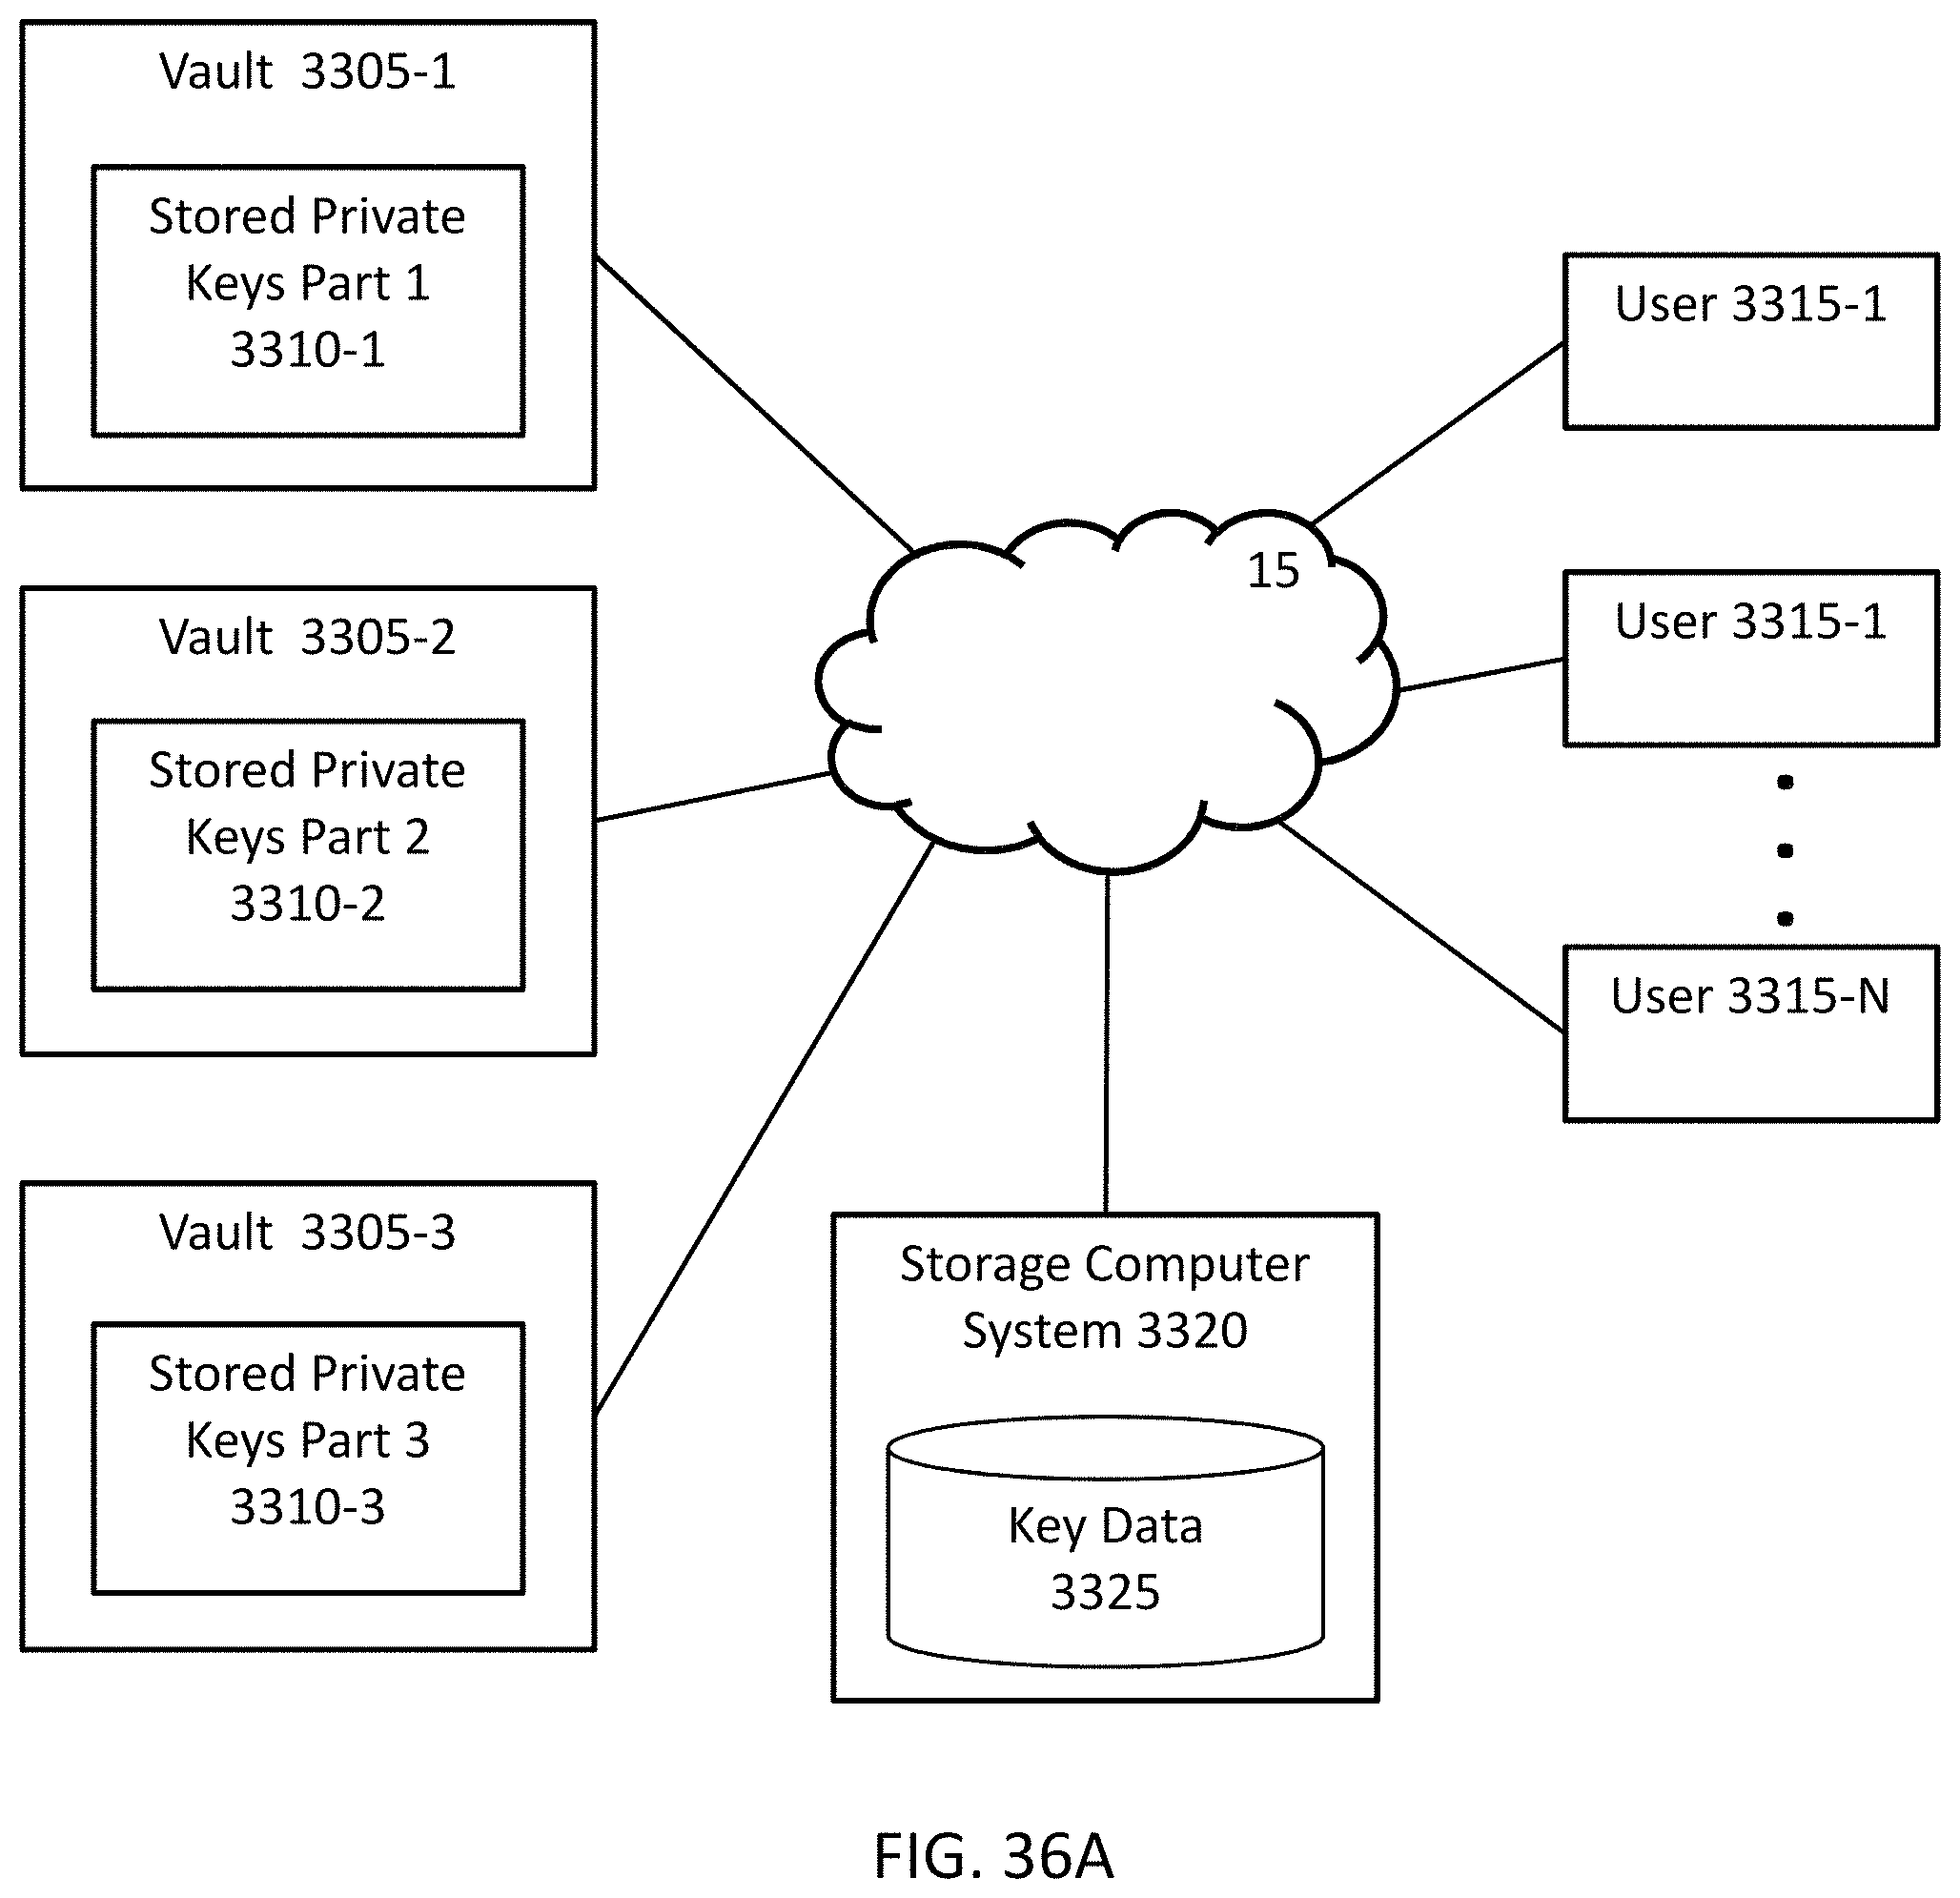 Vault 3305-1
Stored Private
Keys Part 1
3310-1
Vault 3305-2
Stored Private
Keys Part 2
3310-2
Vault 3305-3
Stored Private
Keys Part 3
3310-3
15
User 3315-1
User 3315-1
User 3315-N
Storage Computer
System 3320
Key Data
3325
FIG. 36A